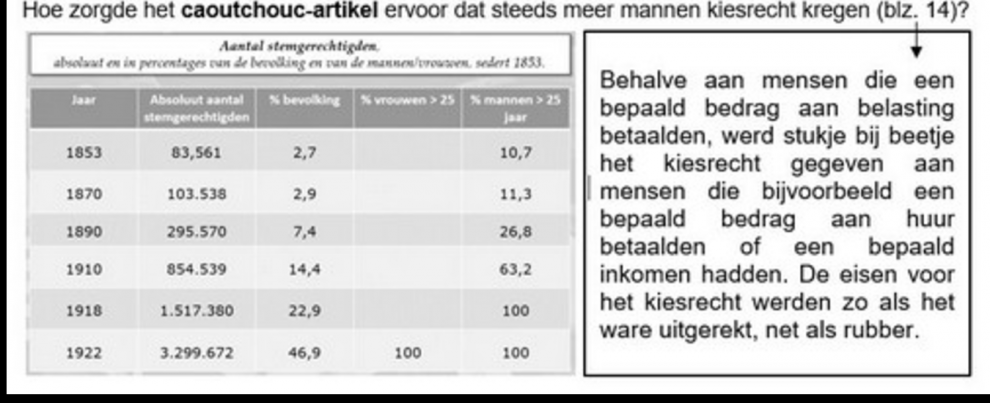 Hoe zorgde het caoutchouc-artikel ervoor dat steeds meer mannen kiesrecht kregen (blz. 14)?
Aantal stemgerechtigden,
absoluut en in percentages van de bevolking en van de mannen/vrouwen, sedert 1853.
Jaar Absoluut aantal stemgerechtigden % bevolking % vrouwen > 25 % mannen > 25 jaar
1853 83,561 2,7 10,7
1870 103.538 2,9 11,3
1890 295.570 7,4 26,8
1910 854.539 14,4 63,2
1918 1.517.380 22,9 100
1922 3.299.672 46,9 100 100
Behalve aan mensen die een
bepaald bedrag aan belasting
betaalden, werd stukje bij beetje
het kiesrecht gegeven aan
mensen die bijvoorbeeld een
bepaald bedrag aan huur
betaalden of een bepaald
inkomen hadden. De eisen voor
het kiesrecht werden zo als het
ware uitgerekt, net als rubber.